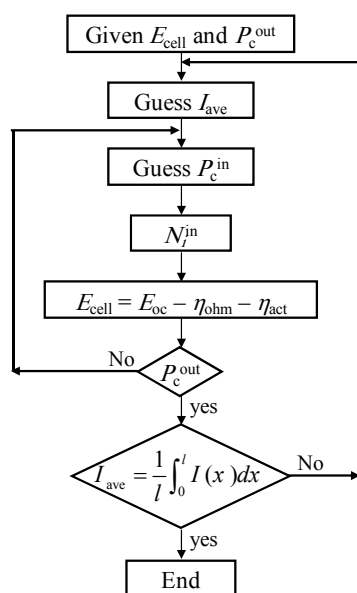 Given E_cell and P_c^out
Guess I_ave
Guess P_c^in
N_i^in
E_cell = E_oc − η_ohm − η_act
No
P_c^out
yes
I_ave = 1/l ∫_0^l I(x)dx
No
yes
End